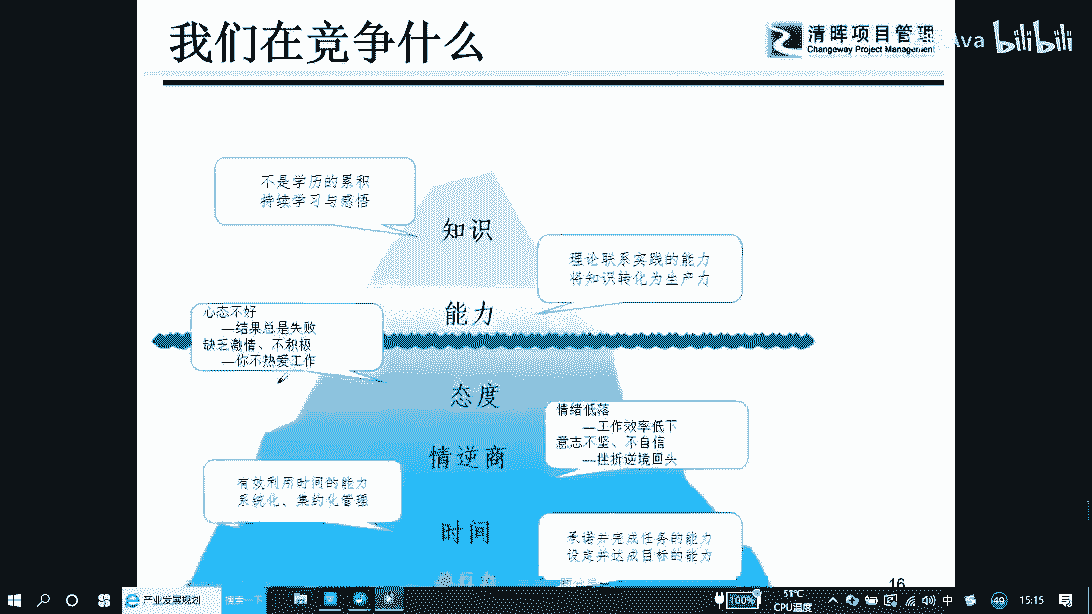 我们在竞争什么
清晖项目管理
Changeway Project Management
Ava
bilibili
不是学历的累积
持续学习与感悟
知识
理论联系实践的能力
将知识转化为生产力
能力
心态不好
—结果总是失败
缺乏激情、不积极
—你不热爱工作
态度
情绪低落
—工作效率低下
意志不坚、不自信
—挫折逆境回头
情逆商
有效利用时间的能力
系统化、集约化管理
时间
承诺并完成任务的能力
设定并达成目标的能力
16
产业发展规划
搜索一下
100%
51℃
CPU温度
中
49
15:15